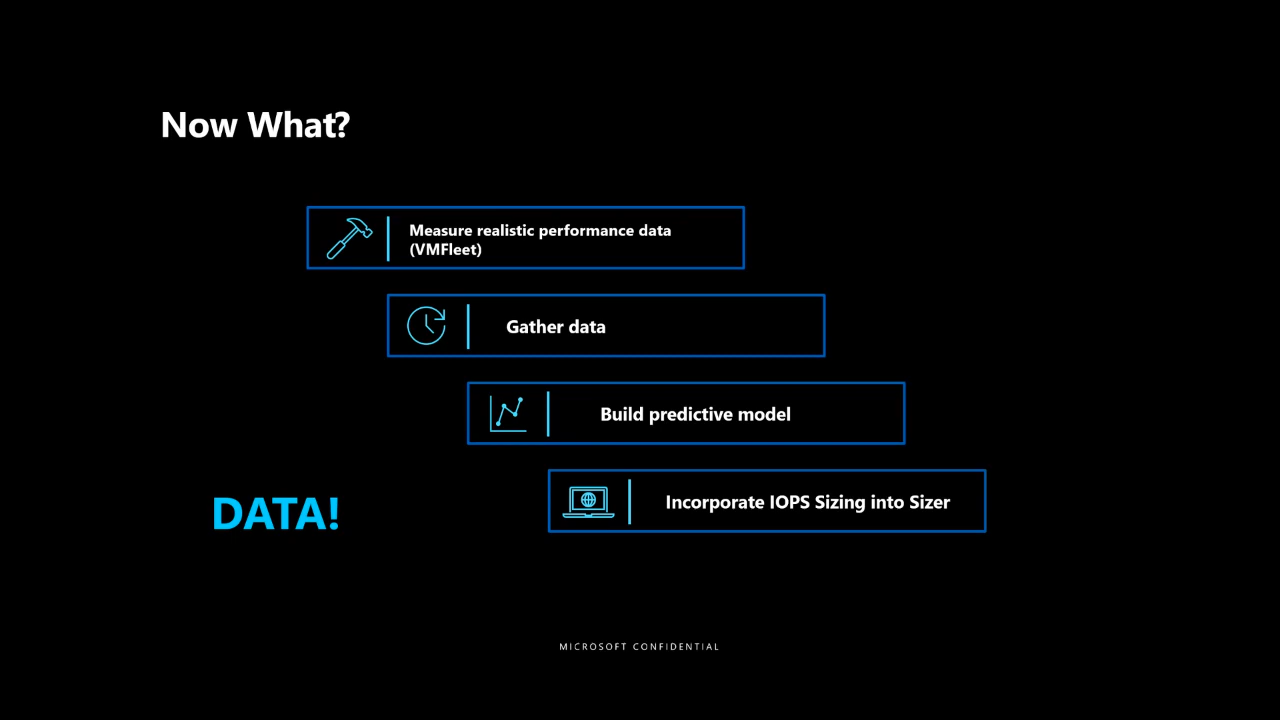 Now What?
Measure realistic performance data
(VMFleet)
Gather data
Build predictive model
Incorporate IOPS Sizing into Sizer
DATA!
MICROSOFT CONFIDENTIAL